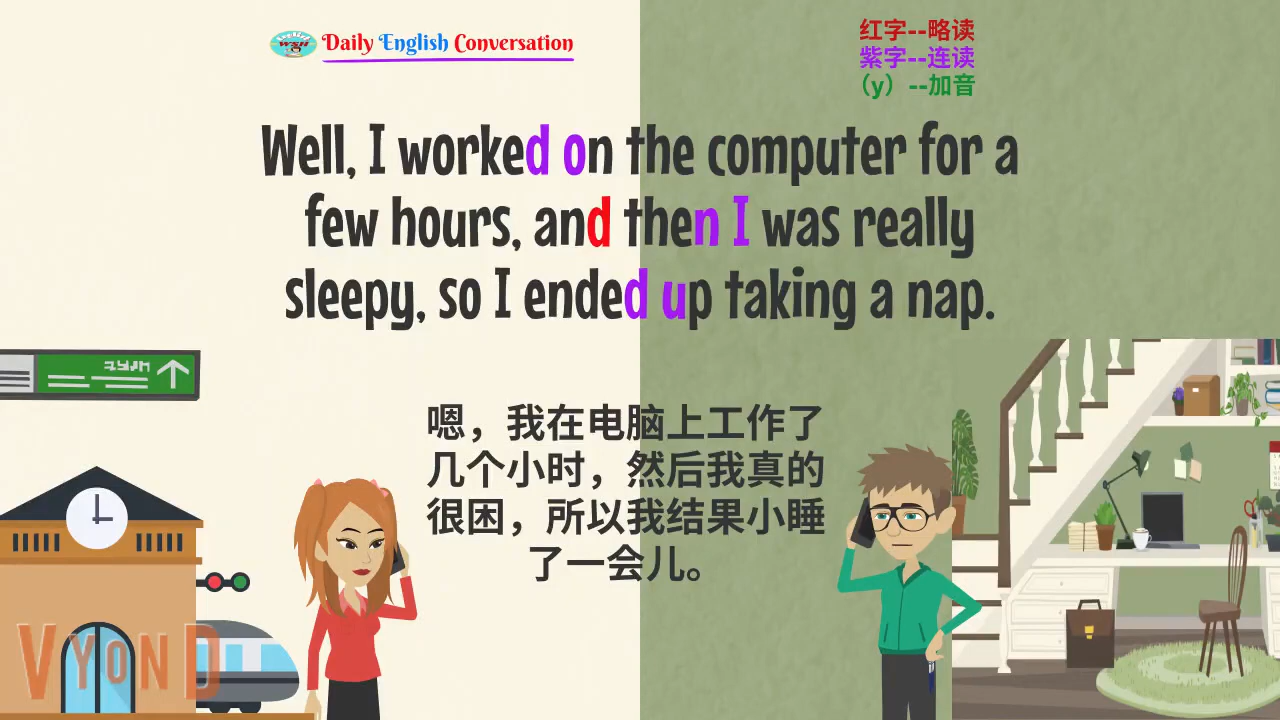 WSH
Daily English Conversation
红字--略读
紫字--连读
（y）--加音
Well, I worked on the computer for a
few hours, and then I was really
sleepy, so I ended up taking a nap.
嗯，我在电脑上工作了
几个小时，然后我真的
很困，所以我结果小睡
了一会儿。
VYOND